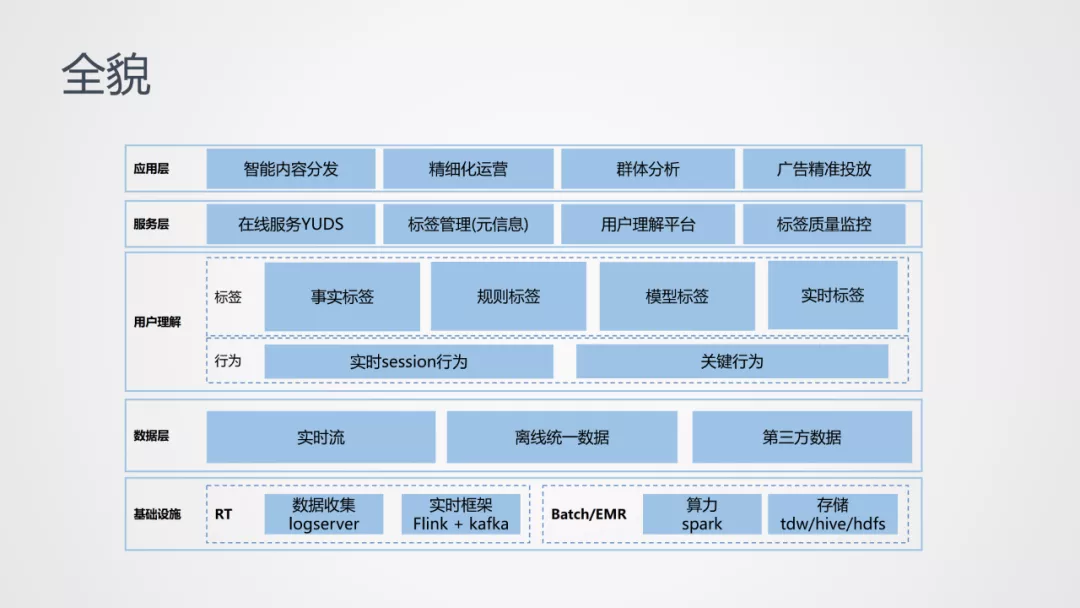 全貌
应用层
智能内容分发
精细化运营
群体分析
广告精准投放
服务层
在线服务YUDS
标签管理(元信息)
用户理解平台
标签质量监控
用户理解
标签
事实标签
规则标签
模型标签
实时标签
行为
实时session行为
关键行为
数据层
实时流
离线统一数据
第三方数据
基础设施
RT
数据收集
logserver
实时框架
Flink + kafka
Batch/EMR
算力
spark
存储
tdw/hive/hdfs